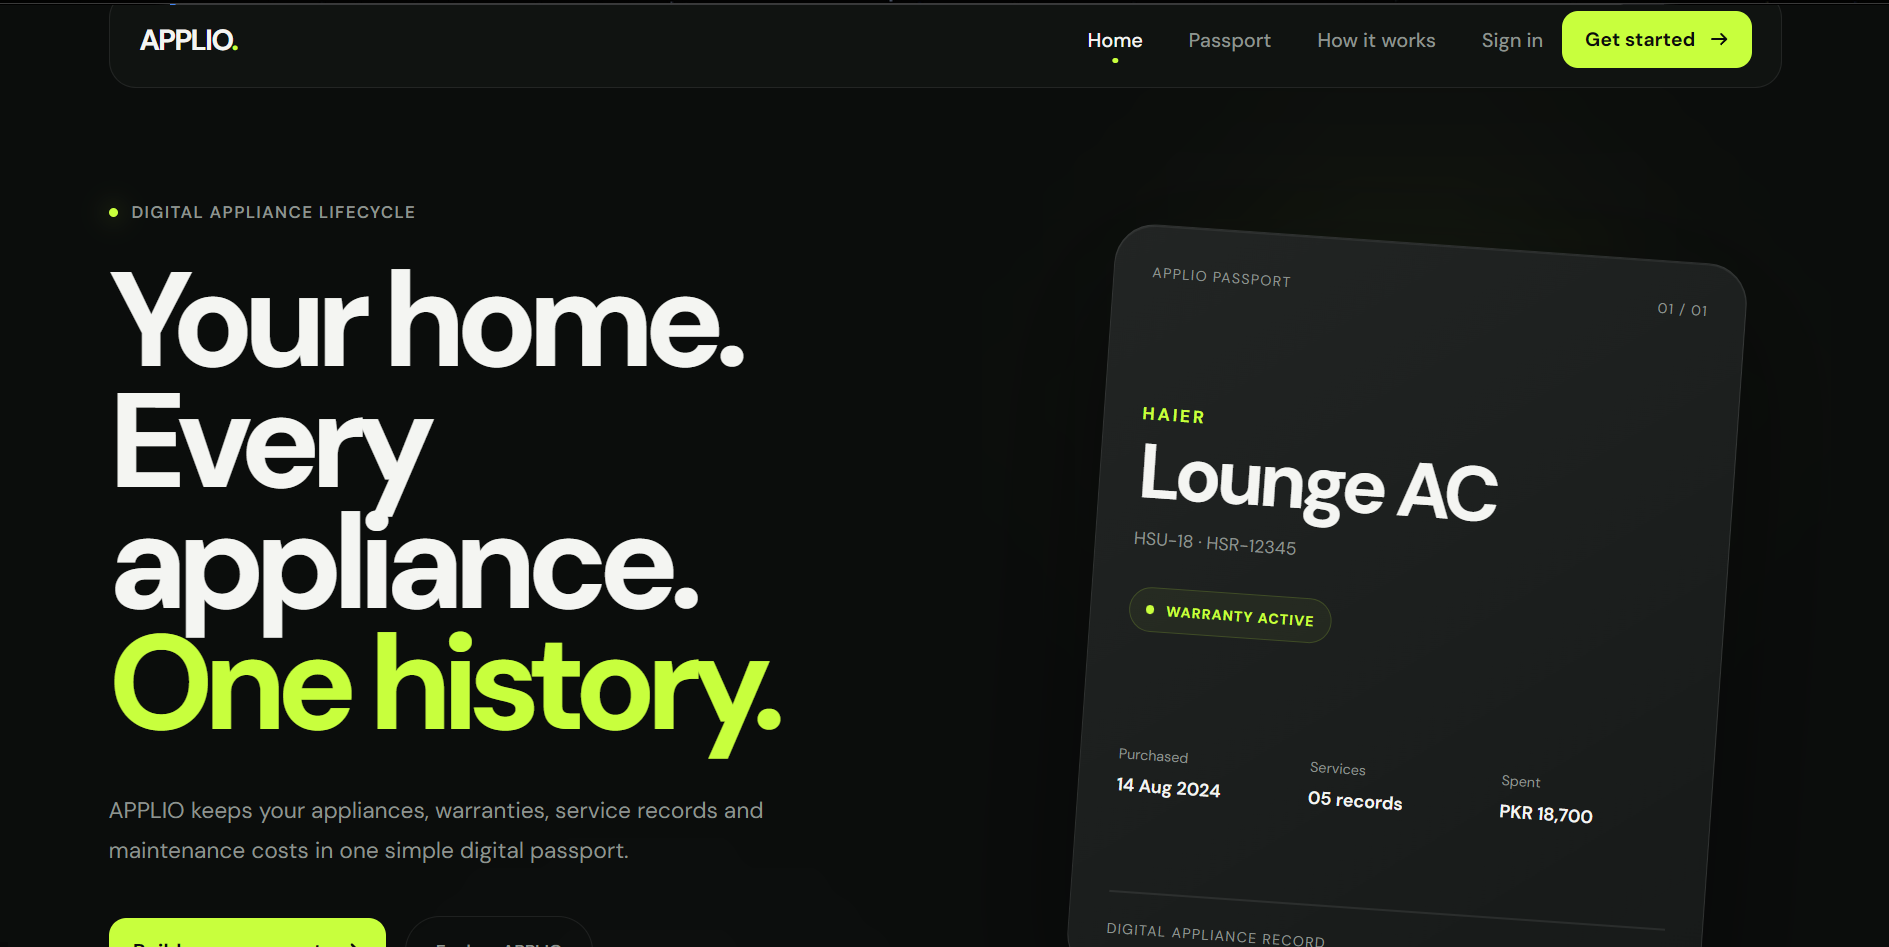 APPLIO.
Home
Passport
How it works
Sign in
Get started →
DIGITAL APPLIANCE LIFECYCLE
Your home.
Every
appliance.
One history.
APPLIO keeps your appliances, warranties, service records and
maintenance costs in one simple digital passport.
APPLIO PASSPORT
01 / 01
HAIER
Lounge AC
HSU-18 · HSR-12345
WARRANTY ACTIVE
Purchased
14 Aug 2024
Services
05 records
Spent
PKR 18,700
DIGITAL APPLIANCE RECORD